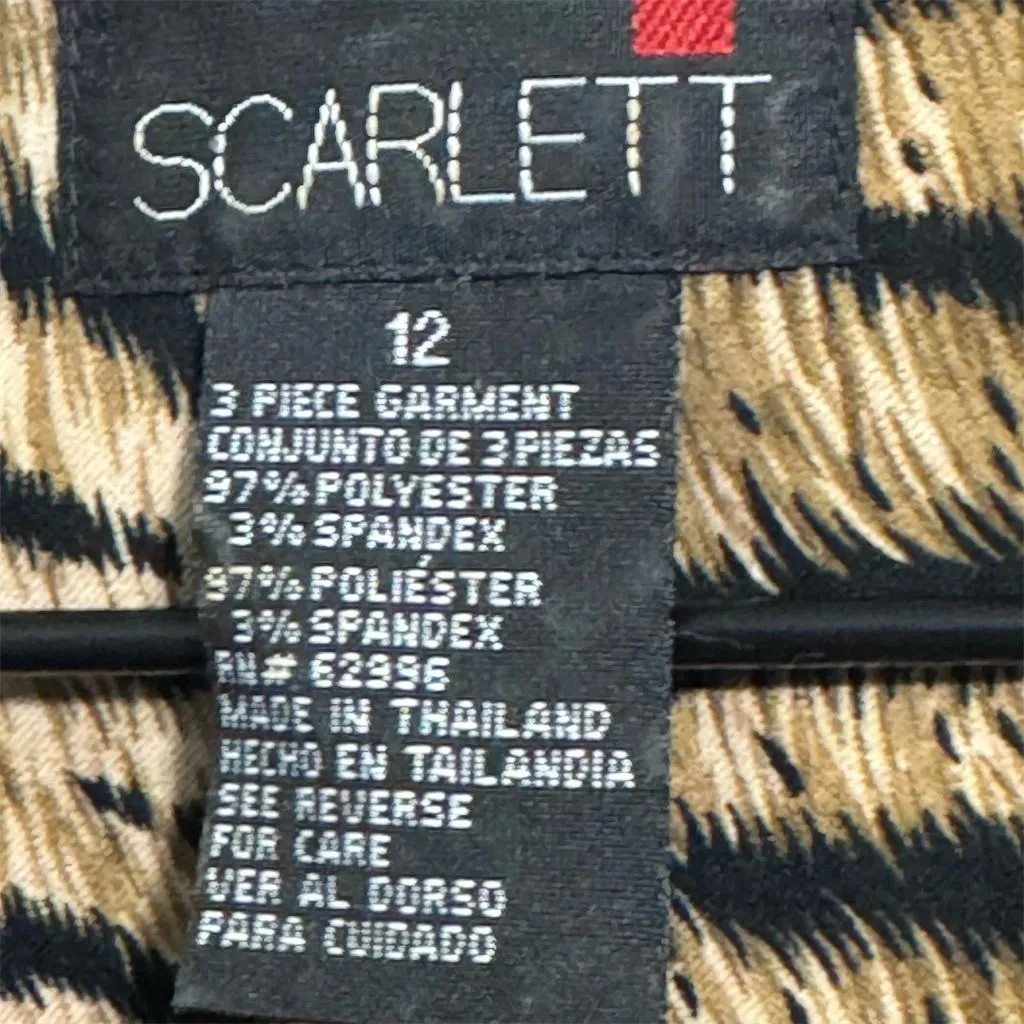 SCARLETT
12
3 PIECE GARMENT
CONJUNTO DE 3 PIEZAS
97% POLYESTER
3% SPANDEX
97% POLIÉSTER
3% SPANDEX
RN# 62996
MADE IN THAILAND
HECHO EN TAILANDIA
SEE REVERSE
FOR CARE
VER AL DORSO
PARA CUIDADO